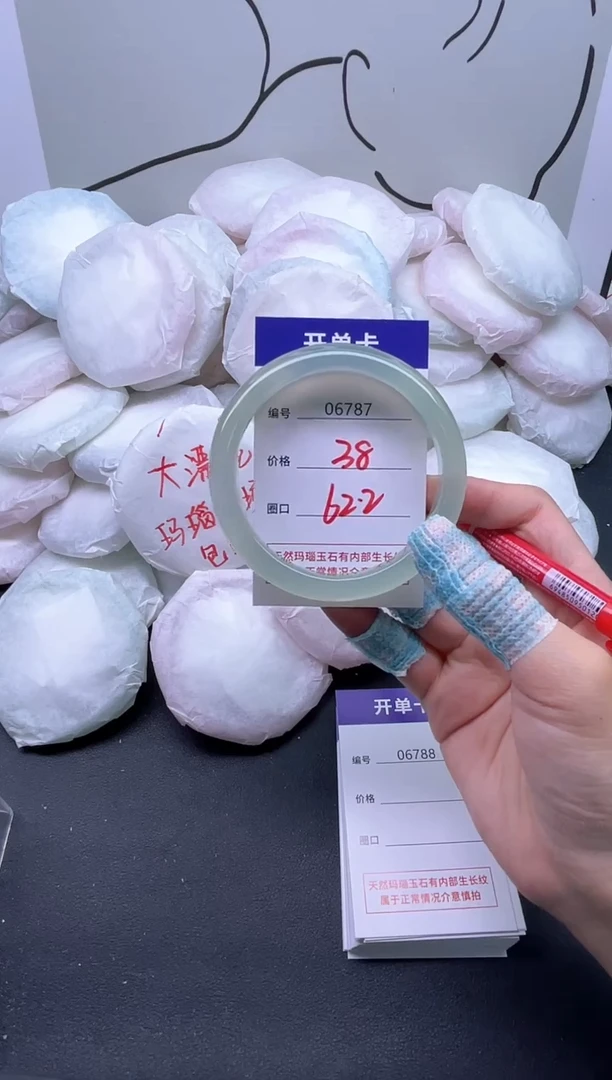 开单卡
编号 06787
价格 38
圈口 62.2
天然玛瑙玉石有内部生长纹
大漂
玛瑙
包
开单卡
编号 06788
价格
圈口
天然玛瑙玉石有内部生长纹
属于正常情况介意慎拍